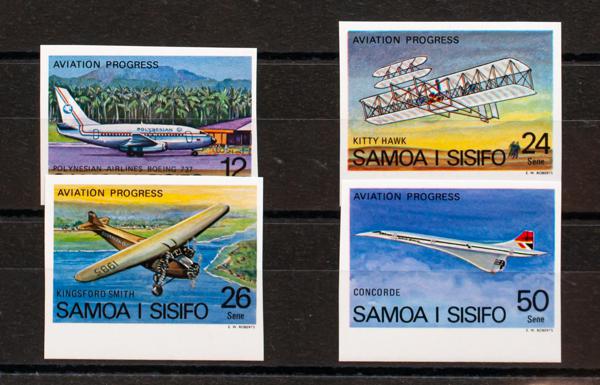 AVIATION PROGRESS
POLYNESIAN
POLYNESIAN AIRLINES BOEING 737
12
AVIATION PROGRESS
KITTY HAWK
24
SAMOA I SISIFO Sene
E. W. ROBERTS
AVIATION PROGRESS
1985
KINGSFORD SMITH
26
SAMOA I SISIFO Sene
E. W. ROBERTS
AVIATION PROGRESS
CONCORDE
50
SAMOA I SISIFO Sene
E. W. ROBERTS